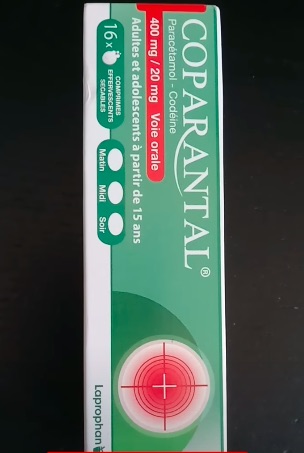 COPARANTAL®
Paracétamol - Codéine
400 mg / 20 mg Voie orale
Adultes et adolescents à partir de 15 ans
16 x
COMPRIMÉS
EFFERVESCENTS
SECABLES
Matin Midi Soir
Laprophan